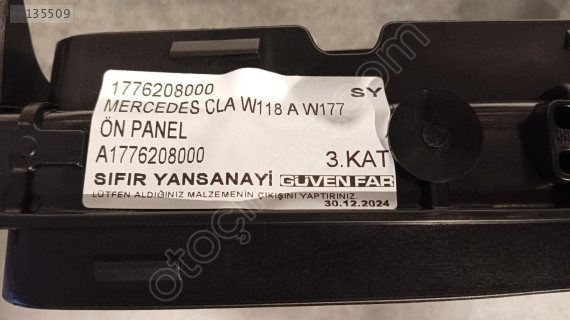 135509
1776208000 SY
MERCEDES CLA W118 A W177
ÖN PANEL
A1776208000 3.KAT
SIFIR YANSANAYİ GÜVEN FAR
LÜTFEN ALDIĞINIZ MALZEMENİN ÇIKIŞINI YAPTIRINIZ.
30.12.2024